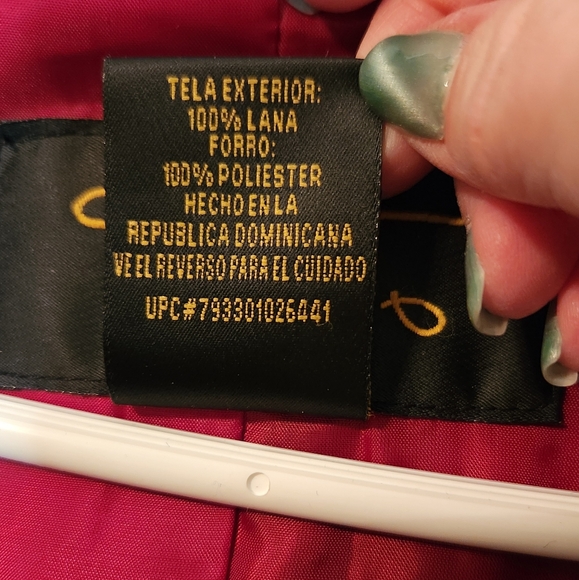 TELA EXTERIOR:
100% LANA
FORRO:
100% POLIESTER
HECHO EN LA
REPUBLICA DOMINICANA
VE EL REVERSO PARA EL CUIDADO
UPC#793301026441